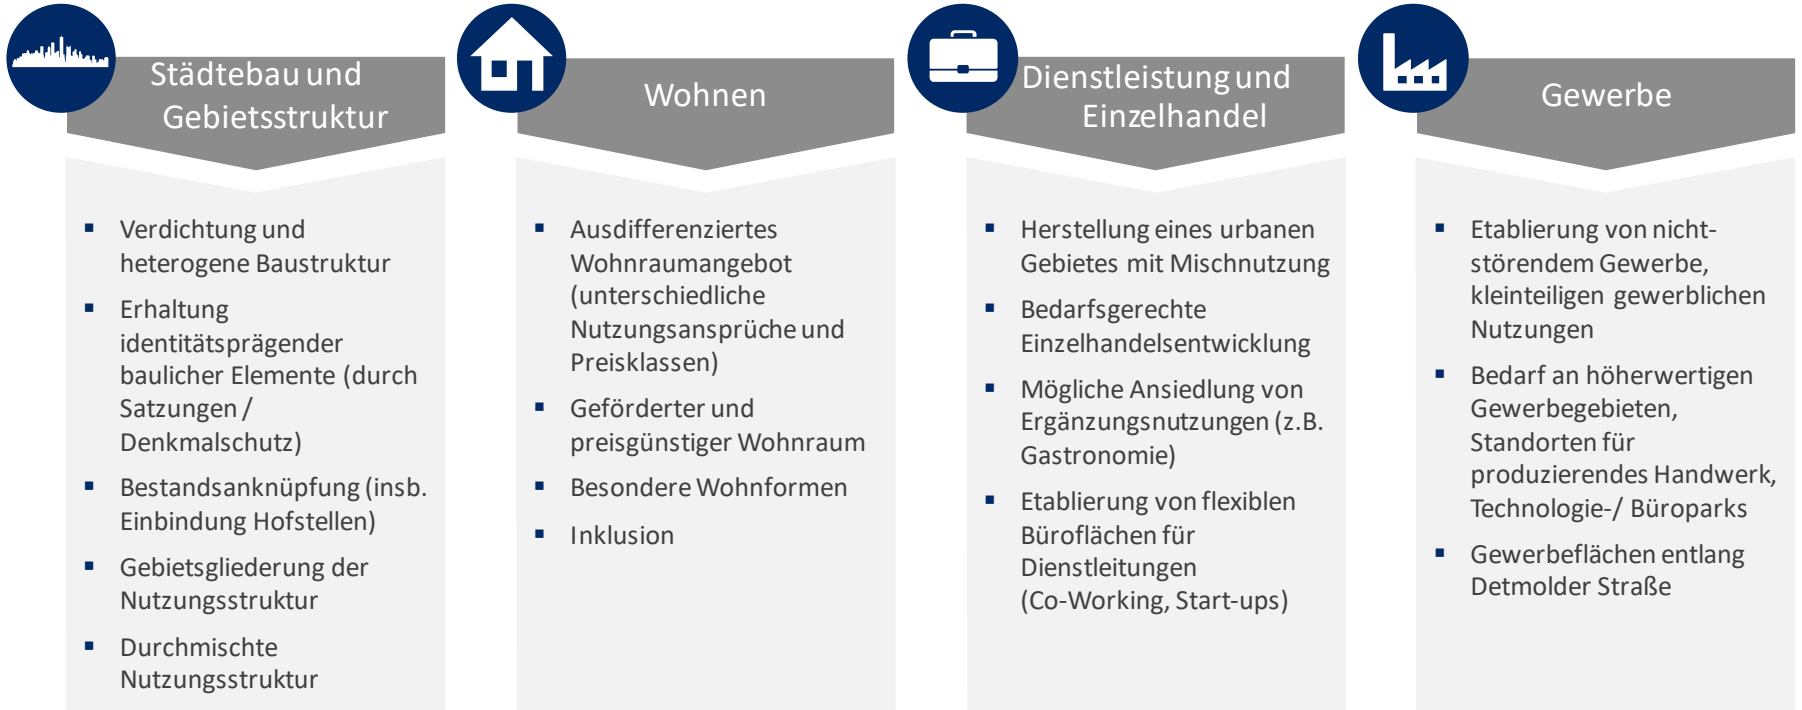 Städtebau und
Gebietsstruktur
▪ Verdichtung und
heterogene Baustruktur
▪ Erhaltung
identitätsprägender
baulicher Elemente (durch
Satzungen /
Denkmalschutz)
▪ Bestandsanknüpfung (insb.
Einbindung Hofstellen)
▪ Gebietsgliederung der
Nutzungsstruktur
▪ Durchmischte
Nutzungsstruktur
Wohnen
▪ Ausdifferenziertes
Wohnraumangebot
(unterschiedliche
Nutzungsansprüche und
Preisklassen)
▪ Geförderter und
preisgünstiger Wohnraum
▪ Besondere Wohnformen
▪ Inklusion
Dienstleistung und
Einzelhandel
▪ Herstellung eines urbanen
Gebietes mit Mischnutzung
▪ Bedarfsgerechte
Einzelhandelsentwicklung
▪ Mögliche Ansiedlung von
Ergänzungsnutzungen (z.B.
Gastronomie)
▪ Etablierung von flexiblen
Büroflächen für
Dienstleitungen
(Co-Working, Start-ups)
Gewerbe
▪ Etablierung von nicht-
störendem Gewerbe,
kleinteiligen gewerblichen
Nutzungen
▪ Bedarf an höherwertigen
Gewerbegebieten,
Standorten für
produzierendes Handwerk,
Technologie-/ Büroparks
▪ Gewerbeflächen entlang
Detmolder Straße